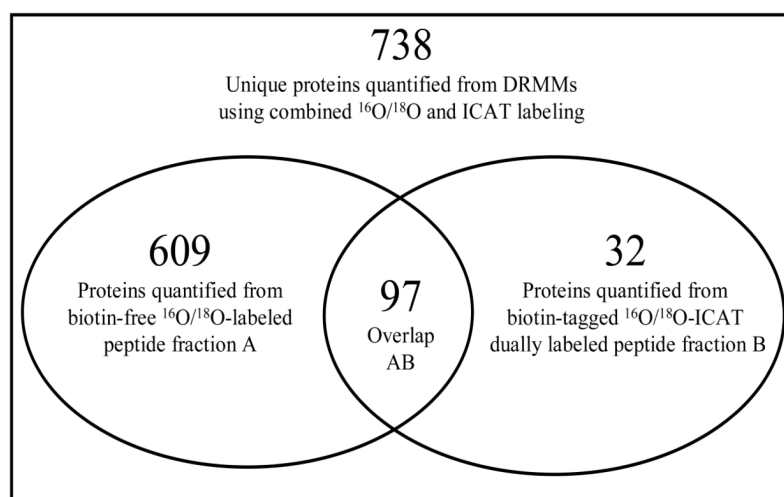 738
Unique proteins quantified from DRMMs
using combined ¹⁶O/¹⁸O and ICAT labeling
609
Proteins quantified from
biotin-free ¹⁶O/¹⁸O-labeled
peptide fraction A
97
Overlap
AB
32
Proteins quantified from
biotin-tagged ¹⁶O/¹⁸O-ICAT
dually labeled peptide fraction B